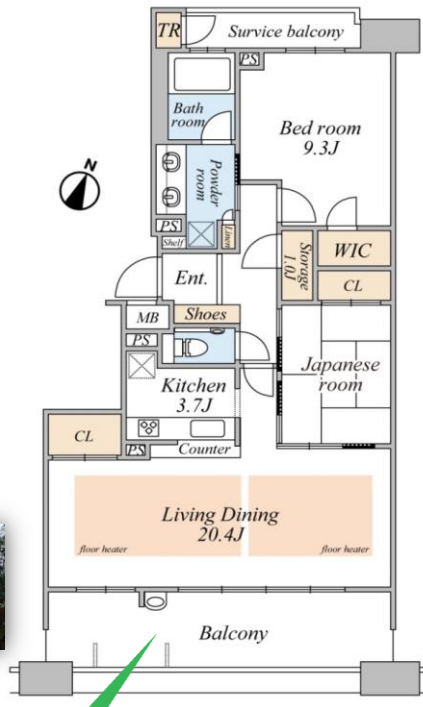 TR
Survice balcony
PS
Bath
room
Bed room
9.3J
N
Powder
room
PS
Shelf
Linen
Storage
1.0J
WIC
Ent.
CL
MB
Shoes
PS
Japanese
room
Kitchen
3.7J
CL
PS
Counter
Living Dining
20.4J
floor heater
floor heater
Balcony